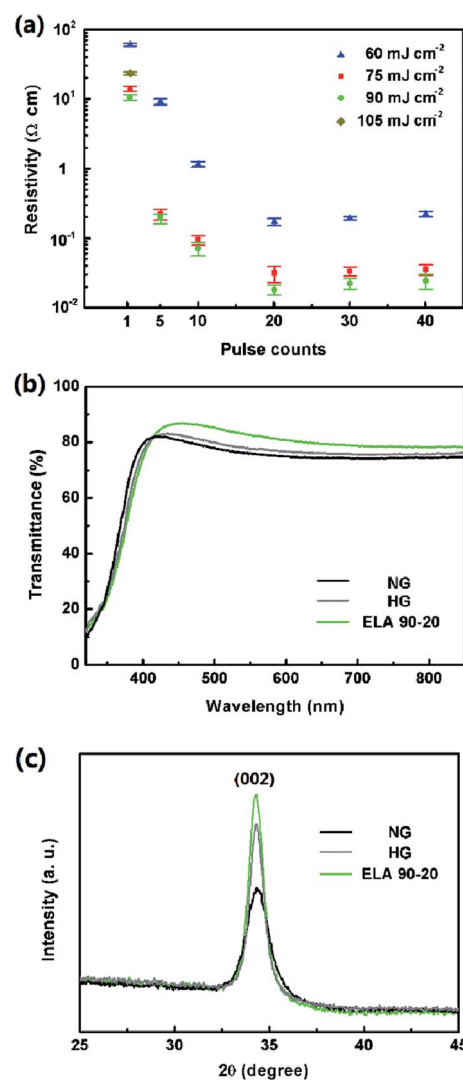 (a)
Resistivity (Ω cm)
10²
10¹
1
10⁻¹
10⁻²
60 mJ cm⁻²
75 mJ cm⁻²
90 mJ cm⁻²
105 mJ cm⁻²
1 5 10 20 30 40
Pulse counts
(b)
Transmittance (%)
100
80
60
40
20
0
NG
HG
ELA 90-20
400 500 600 700 800
Wavelength (nm)
(c)
Intensity (a. u.)
(002)
NG
HG
ELA 90-20
25 30 35 40 45
2θ (degree)